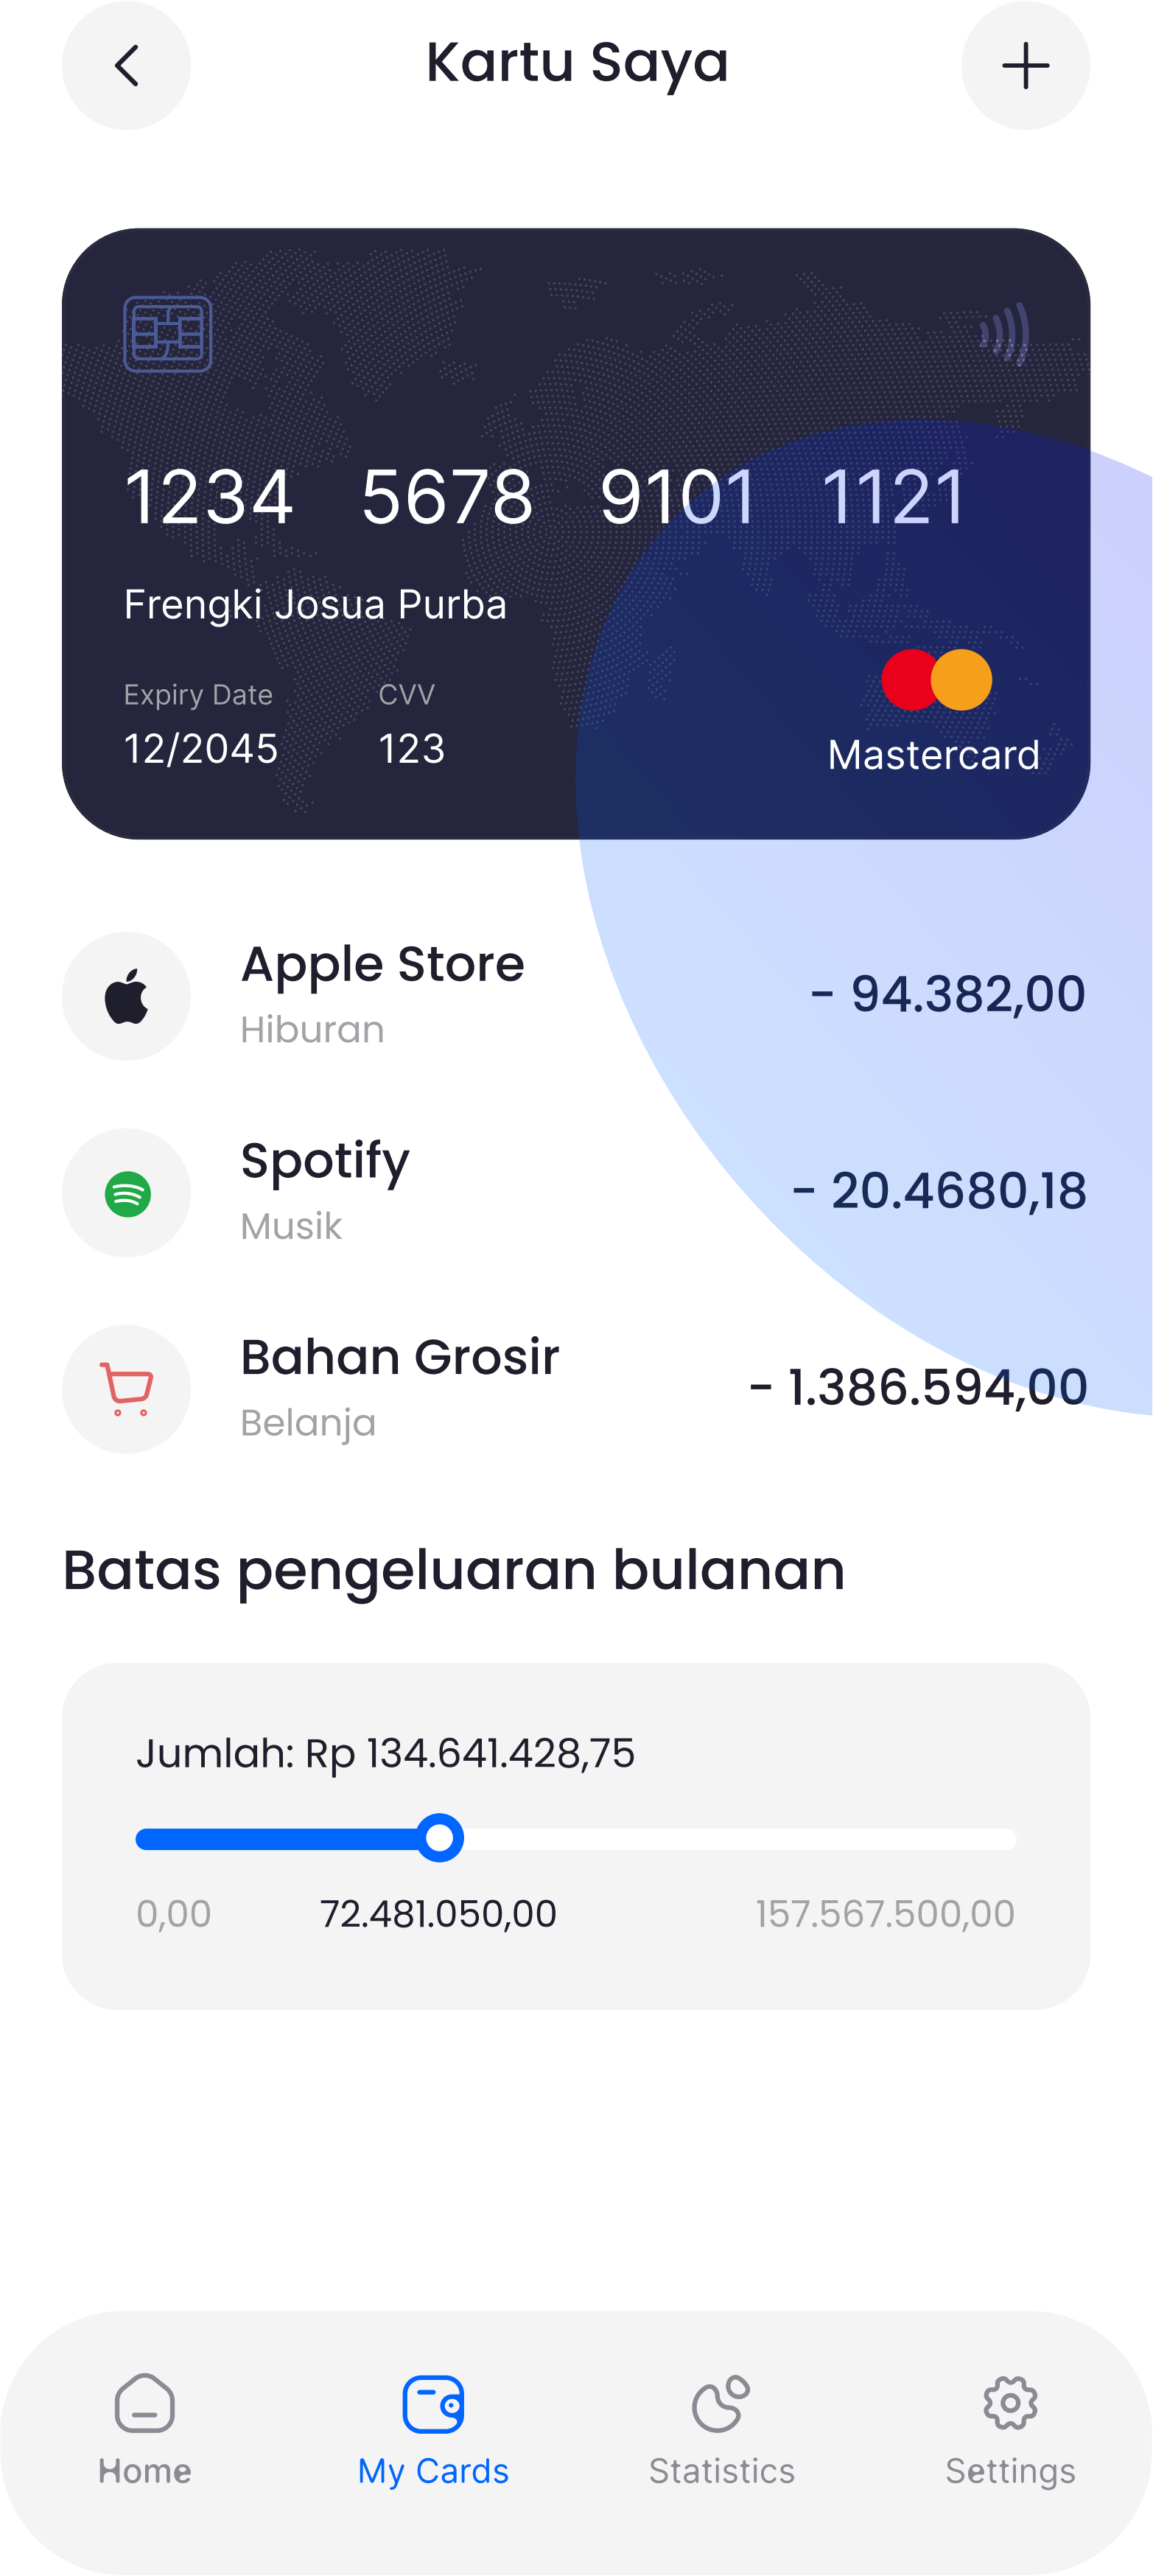 Kartu Saya
1234 5678 9101 1121
Frengki Josua Purba
Expiry Date CVV
12/2045 123
Mastercard
Apple Store
Hiburan
- 94.382,00
Spotify
Musik
- 20.4680,18
Bahan Grosir
Belanja
- 1.386.594,00
Batas pengeluaran bulanan
Jumlah: Rp 134.641.428,75
0,00 72.481.050,00 157.567.500,00
Home My Cards Statistics Settings